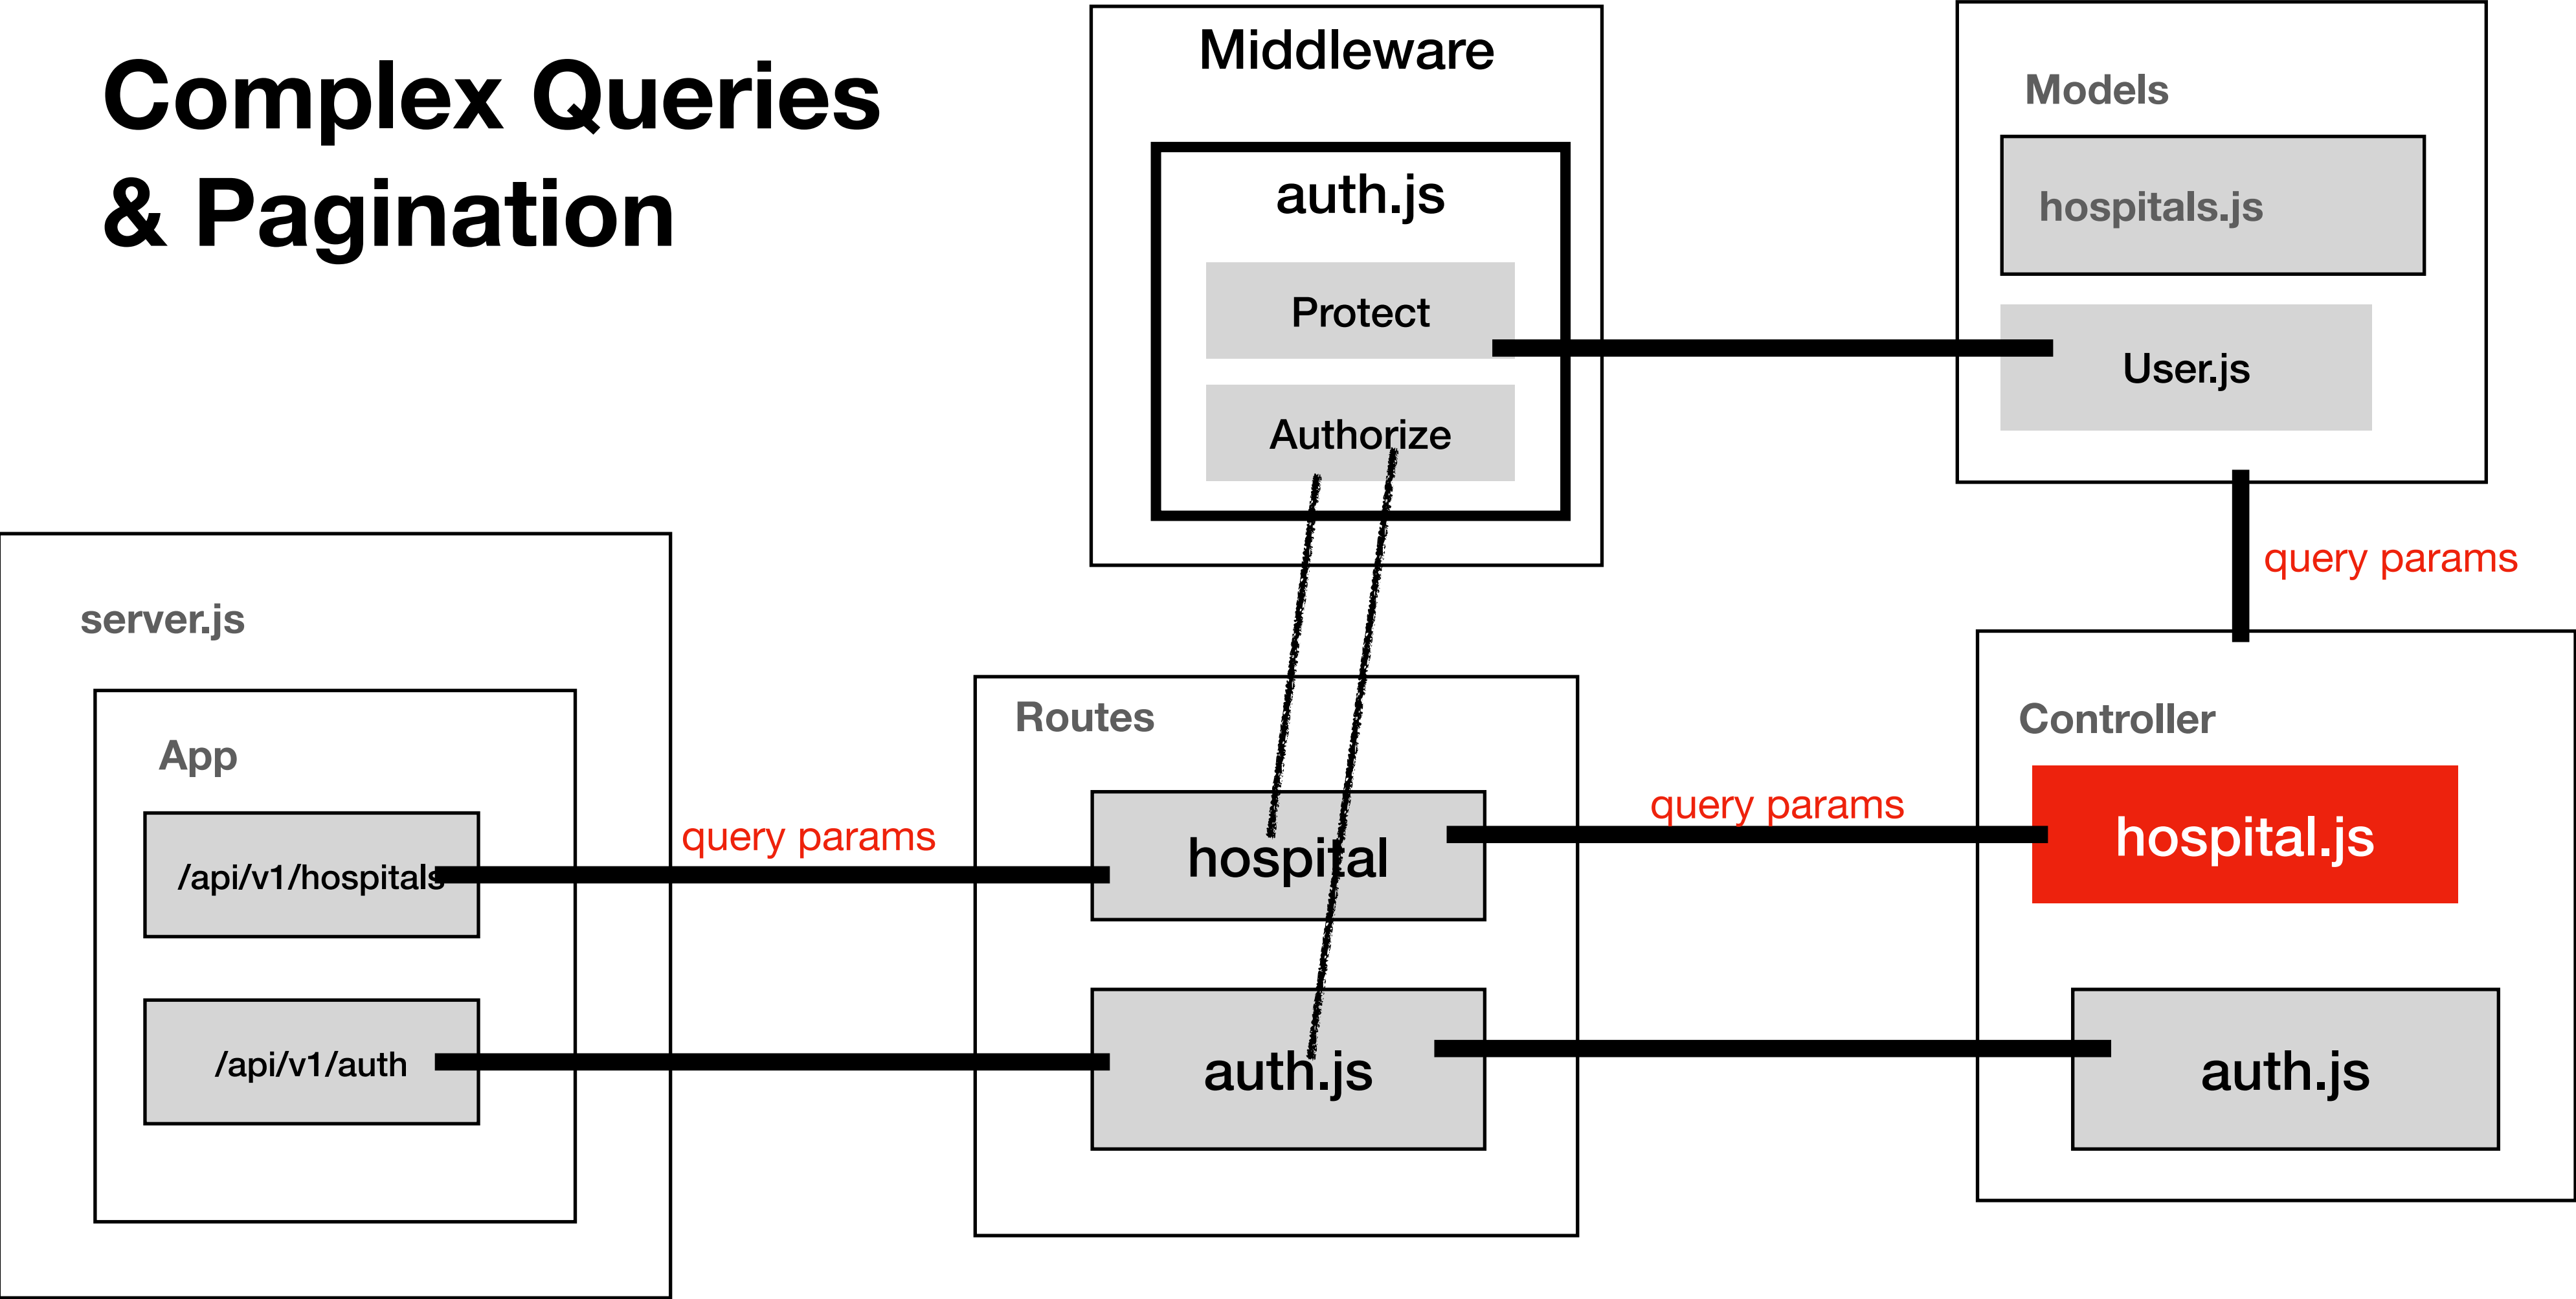 Complex Queries
& Pagination
Middleware
auth.js
Protect
Authorize
Models
hospitals.js
User.js
query params
server.js
App
/api/v1/hospitals
/api/v1/auth
query params
Routes
hospital
auth.js
query params
Controller
hospital.js
auth.js